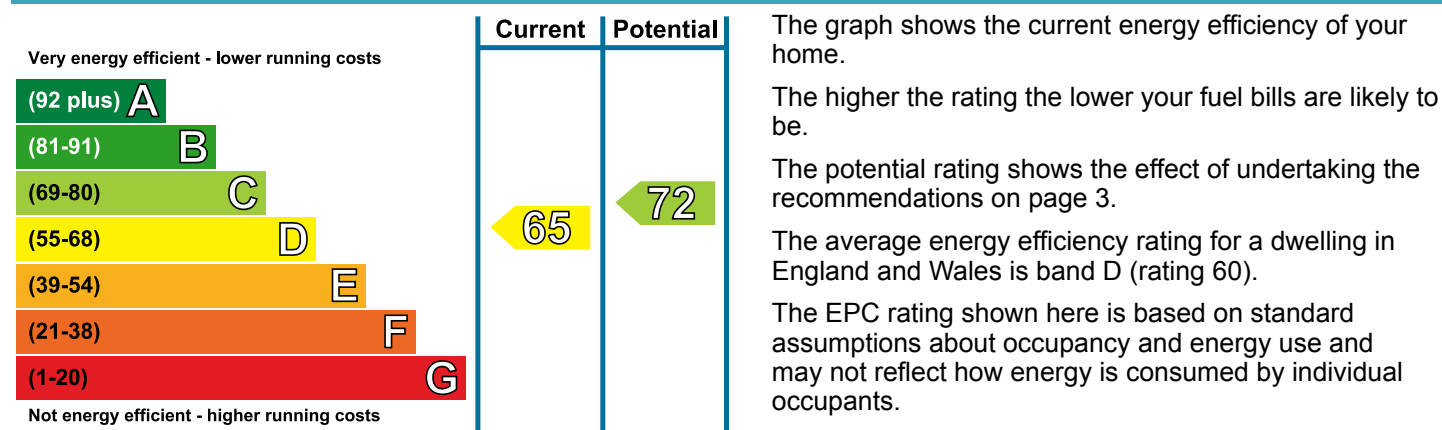 Current Potential
Very energy efficient - lower running costs
(92 plus) A
(81-91) B
(69-80) C
(55-68) D
(39-54) E
(21-38) F
(1-20) G
Not energy efficient - higher running costs
65
72
The graph shows the current energy efficiency of your
home.
The higher the rating the lower your fuel bills are likely to
be.
The potential rating shows the effect of undertaking the
recommendations on page 3.
The average energy efficiency rating for a dwelling in
England and Wales is band D (rating 60).
The EPC rating shown here is based on standard
assumptions about occupancy and energy use and
may not reflect how energy is consumed by individual
occupants.